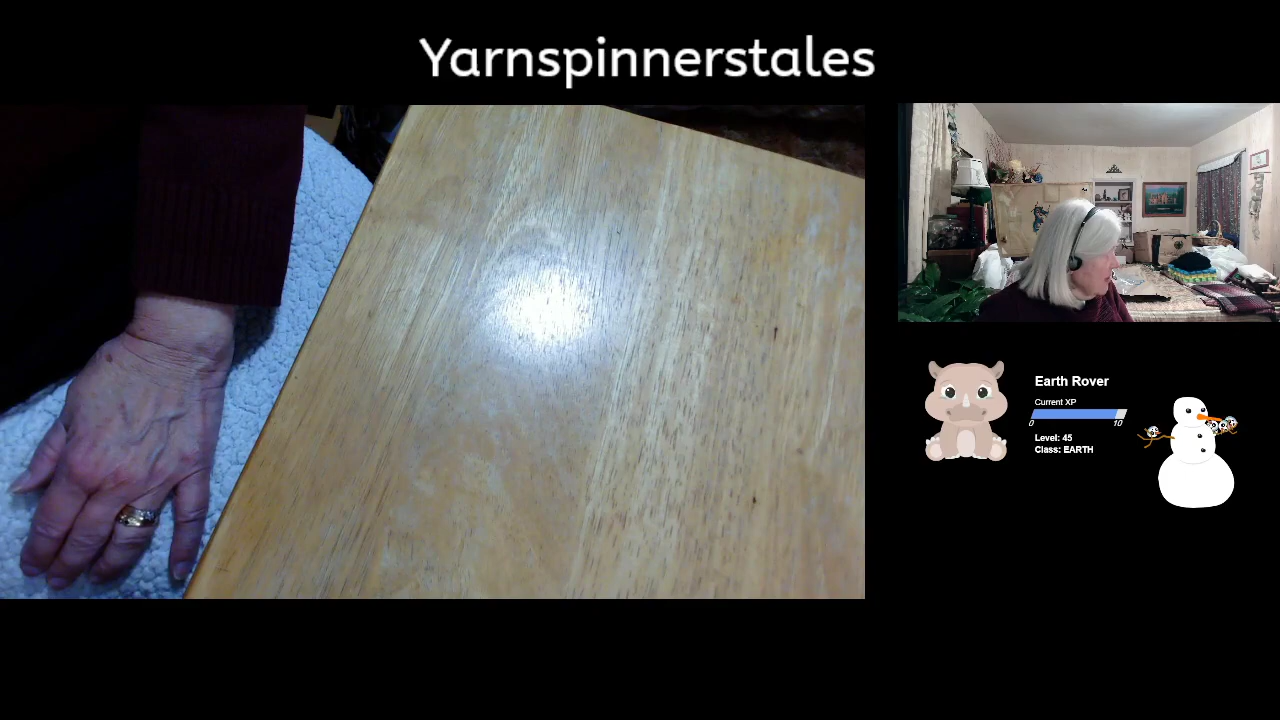 Yarnspinnerstales
Earth Rover
Current XP
0 10
Level: 45
Class: EARTH